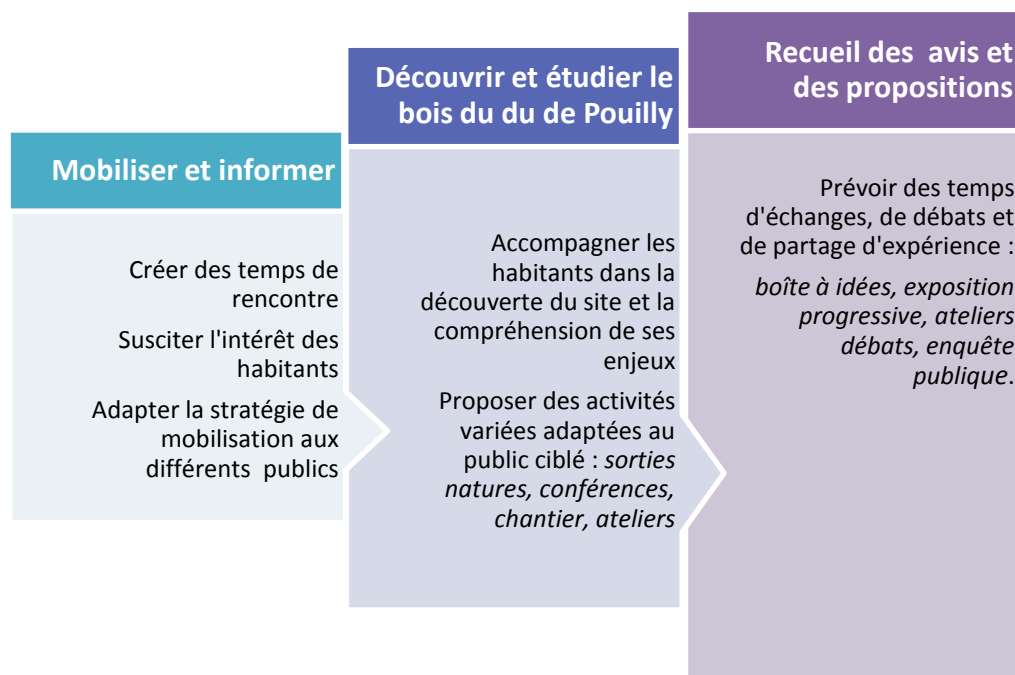 Mobiliser et informer
Créer des temps de
rencontre
Susciter l'intérêt des
habitants
Adapter la stratégie de
mobilisation aux
différents publics
Découvrir et étudier le
bois du du de Pouilly
Accompagner les
habitants dans la
découverte du site et la
compréhension de ses
enjeux
Proposer des activités
variées adaptées au
public ciblé : sorties
natures, conférences,
chantier, ateliers
Recueil des avis et
des propositions
Prévoir des temps
d'échanges, de débats et
de partage d'expérience :
boîte à idées, exposition
progressive, ateliers
débats, enquête
publique.